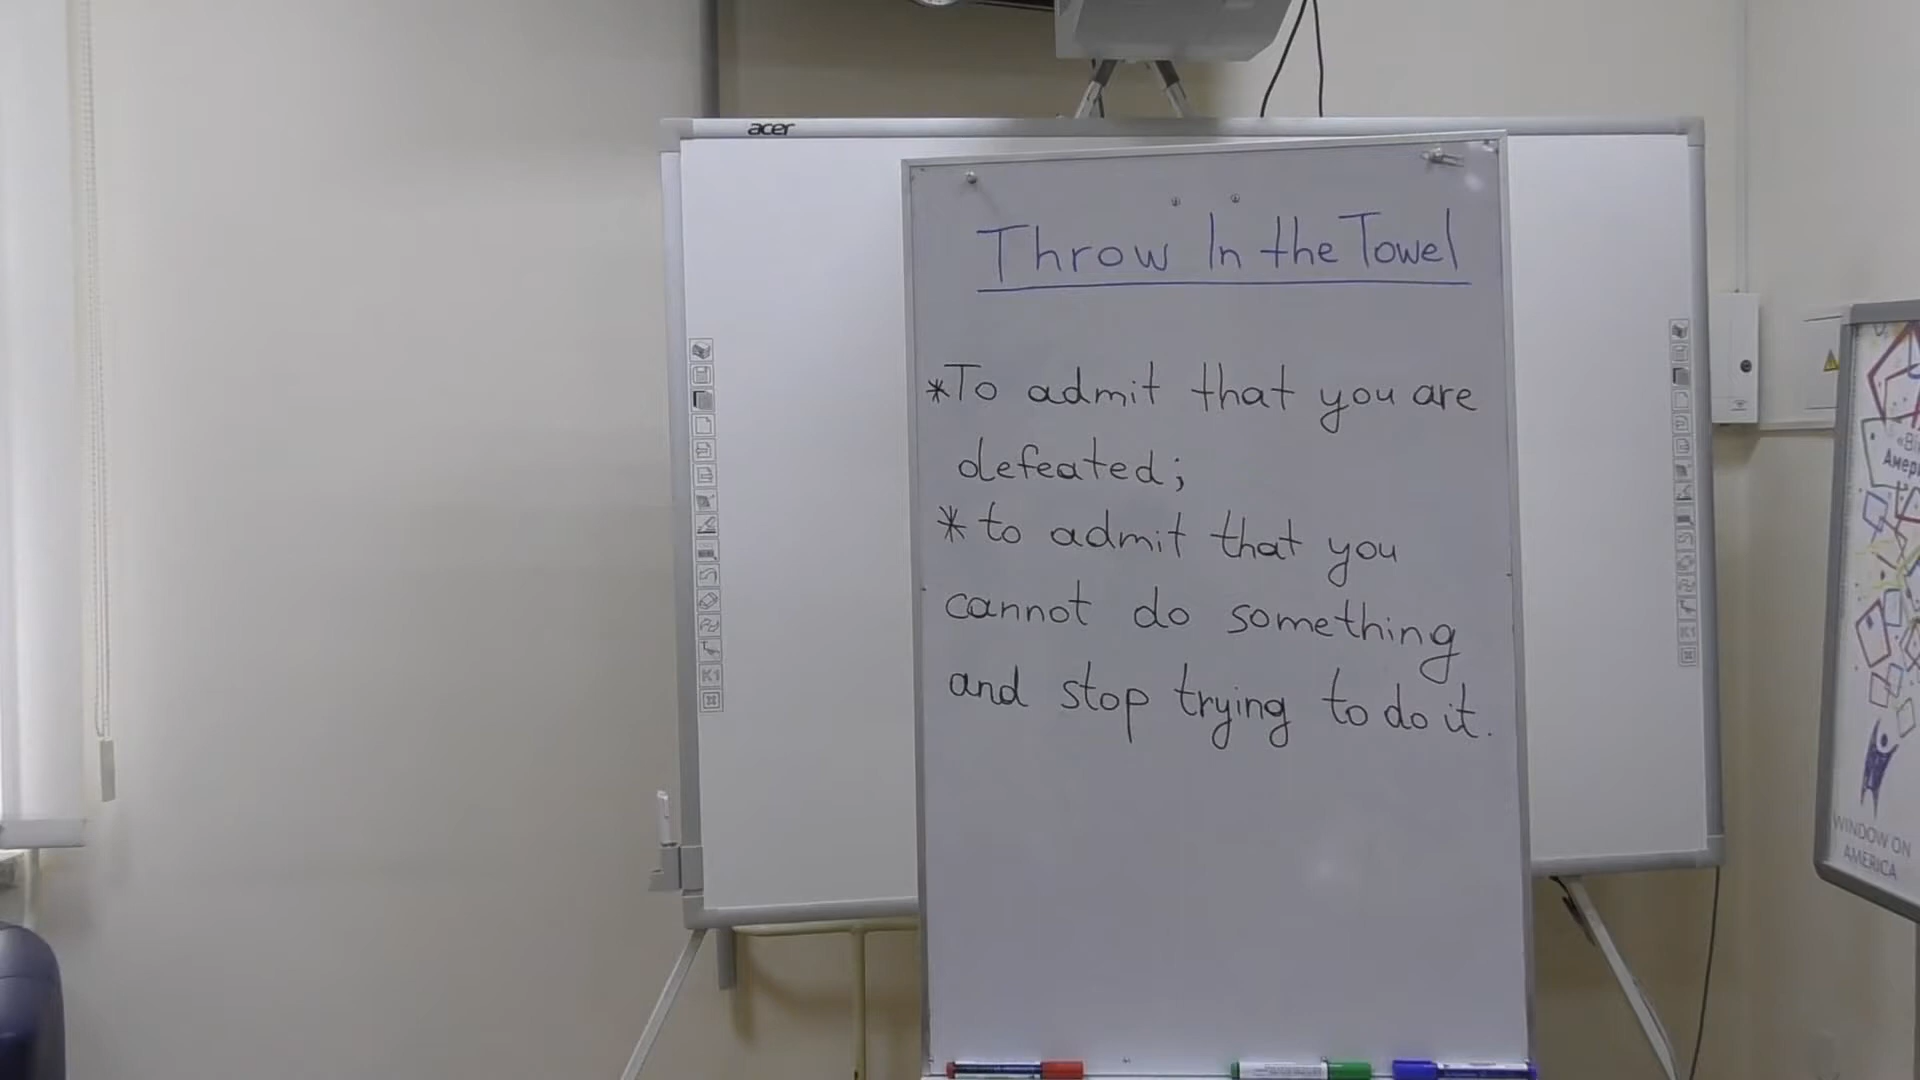 acer
Throw In the Towel
*To admit that you are
defeated;
* to admit that you
cannot do something
and stop trying to do it.
WINDOW ON
AMERICA